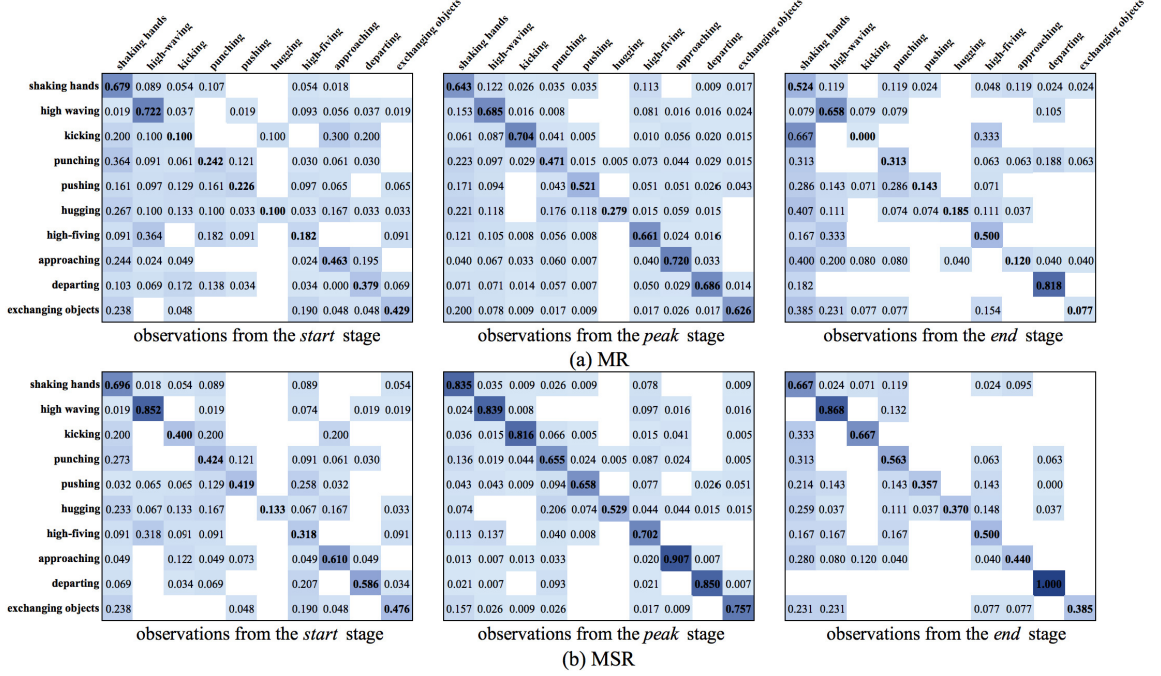 shaking hands high-waving kicking punching pushing hugging high-fiving approaching departing exchanging objects shaking hands high-waving kicking punching pushing hugging high-fiving approaching departing exchanging objects shaking hands high-waving kicking punching pushing hugging high-fiving approaching departing exchanging objects
shaking hands 0.679 0.089 0.054 0.107 0.054 0.018 0.643 0.122 0.026 0.035 0.035 0.113 0.009 0.017 0.524 0.119 0.119 0.024 0.048 0.119 0.024 0.024
high waving 0.019 0.722 0.037 0.019 0.093 0.056 0.037 0.019 0.153 0.685 0.016 0.008 0.081 0.016 0.016 0.024 0.079 0.658 0.079 0.079 0.105
kicking 0.200 0.100 0.100 0.100 0.300 0.200 0.061 0.087 0.704 0.041 0.005 0.010 0.056 0.020 0.015 0.667 0.000 0.333
punching 0.364 0.091 0.061 0.242 0.121 0.030 0.061 0.030 0.223 0.097 0.029 0.471 0.015 0.005 0.073 0.044 0.029 0.015 0.313 0.313 0.063 0.063 0.188 0.063
pushing 0.161 0.097 0.129 0.161 0.226 0.097 0.065 0.065 0.171 0.094 0.043 0.521 0.051 0.051 0.026 0.043 0.286 0.143 0.071 0.286 0.143 0.071
hugging 0.267 0.100 0.133 0.100 0.033 0.100 0.033 0.167 0.033 0.033 0.221 0.118 0.176 0.118 0.279 0.015 0.059 0.015 0.407 0.111 0.074 0.074 0.185 0.111 0.037
high-fiving 0.091 0.364 0.182 0.091 0.182 0.091 0.121 0.105 0.008 0.056 0.008 0.661 0.024 0.016 0.167 0.333 0.500
approaching 0.244 0.024 0.049 0.024 0.463 0.195 0.040 0.067 0.033 0.060 0.007 0.040 0.720 0.033 0.400 0.200 0.080 0.080 0.040 0.120 0.040 0.040
departing 0.103 0.069 0.172 0.138 0.034 0.034 0.000 0.379 0.069 0.071 0.071 0.014 0.057 0.007 0.050 0.029 0.686 0.014 0.182 0.818
exchanging objects 0.238 0.048 0.190 0.048 0.048 0.429 0.200 0.078 0.009 0.017 0.009 0.017 0.026 0.017 0.626 0.385 0.231 0.077 0.077 0.154 0.077
observations from the start stage observations from the peak stage observations from the end stage
(a) MR
shaking hands 0.696 0.018 0.054 0.089 0.089 0.054 0.835 0.035 0.009 0.026 0.009 0.078 0.009 0.667 0.024 0.071 0.119 0.024 0.095
high waving 0.019 0.852 0.019 0.074 0.019 0.019 0.024 0.839 0.008 0.097 0.016 0.016 0.868 0.132
kicking 0.200 0.400 0.200 0.200 0.036 0.015 0.816 0.066 0.005 0.015 0.041 0.005 0.333 0.667
punching 0.273 0.424 0.121 0.091 0.061 0.030 0.136 0.019 0.044 0.655 0.024 0.005 0.087 0.024 0.005 0.313 0.563 0.063 0.063
pushing 0.032 0.065 0.065 0.129 0.419 0.258 0.032 0.043 0.043 0.009 0.094 0.658 0.077 0.026 0.051 0.214 0.143 0.143 0.357 0.143 0.000
hugging 0.233 0.067 0.133 0.167 0.133 0.067 0.167 0.033 0.074 0.206 0.074 0.529 0.044 0.044 0.015 0.015 0.259 0.037 0.111 0.037 0.370 0.148 0.037
high-fiving 0.091 0.318 0.091 0.091 0.318 0.091 0.113 0.137 0.040 0.008 0.702 0.167 0.167 0.167 0.500
approaching 0.049 0.122 0.049 0.073 0.049 0.610 0.049 0.013 0.007 0.013 0.033 0.020 0.907 0.007 0.280 0.080 0.120 0.040 0.040 0.440
departing 0.069 0.034 0.069 0.207 0.586 0.034 0.021 0.007 0.093 0.021 0.850 0.007 1.000
exchanging objects 0.238 0.048 0.190 0.048 0.476 0.157 0.026 0.009 0.026 0.017 0.009 0.757 0.231 0.231 0.077 0.077 0.385
observations from the start stage observations from the peak stage observations from the end stage
(b) MSR